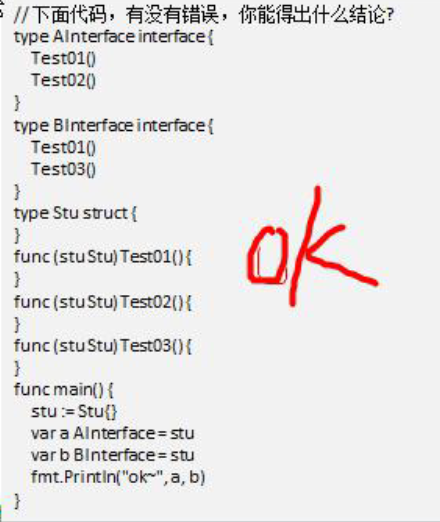 // 下面代码，有没有错误，你能得出什么结论?
type AInterface interface {
Test01()
Test02()
}
type BInterface interface {
Test01()
Test03()
}
type Stu struct {
}
func (stu Stu) Test01() {
}
func (stu Stu) Test02() {
}
func (stu Stu) Test03() {
}
func main() {
stu := Stu{}
var a AInterface = stu
var b BInterface = stu
fmt.Println("ok~", a, b)
}
ok